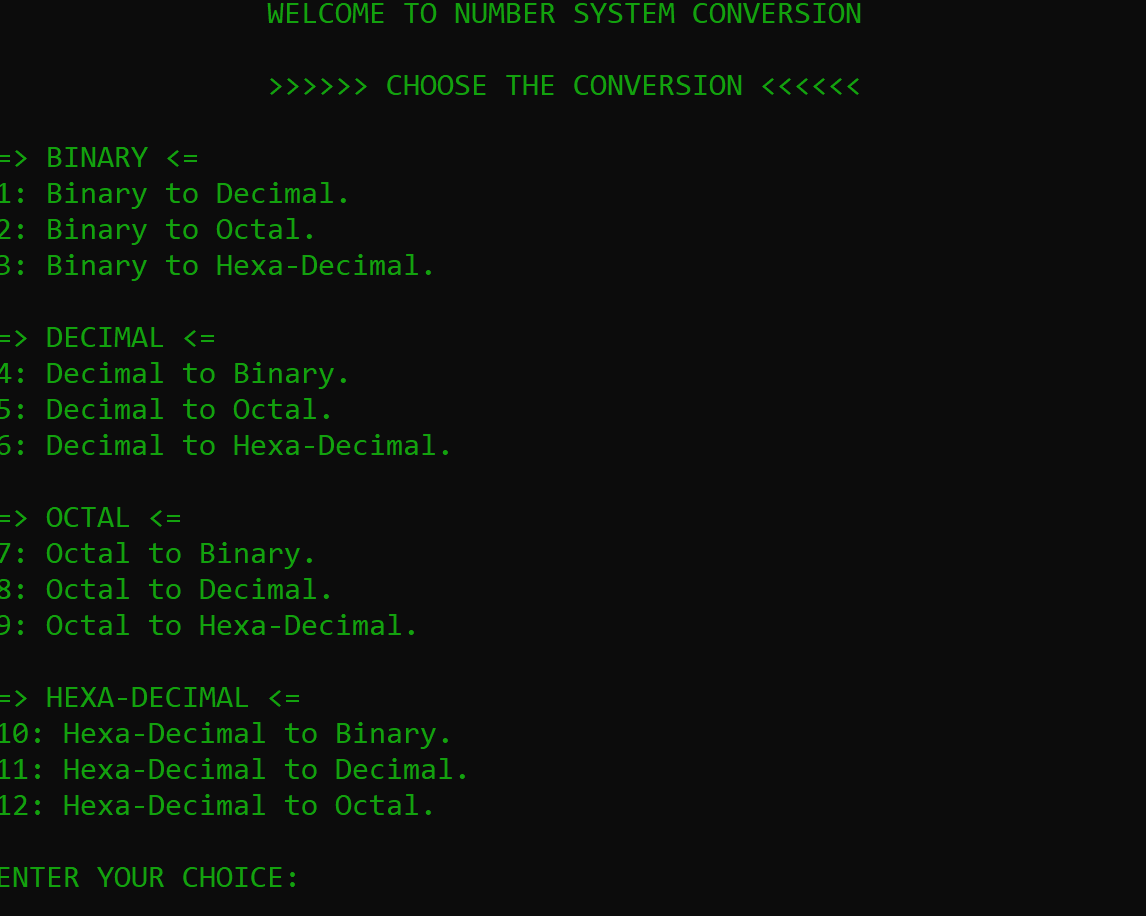 WELCOME TO NUMBER SYSTEM CONVERSION
>>>>>> CHOOSE THE CONVERSION <<<<<<
=> BINARY <=
1: Binary to Decimal.
2: Binary to Octal.
3: Binary to Hexa-Decimal.
=> DECIMAL <=
4: Decimal to Binary.
5: Decimal to Octal.
6: Decimal to Hexa-Decimal.
=> OCTAL <=
7: Octal to Binary.
8: Octal to Decimal.
9: Octal to Hexa-Decimal.
=> HEXA-DECIMAL <=
10: Hexa-Decimal to Binary.
11: Hexa-Decimal to Decimal.
12: Hexa-Decimal to Octal.
ENTER YOUR CHOICE: